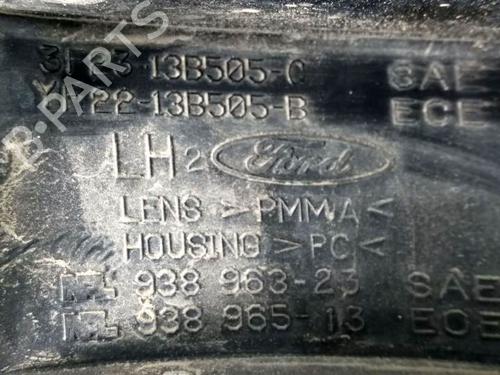 13B505- SAE
22-13B505-B ECE
LH 2 Ford
LENS >PMMA<
HOUSING >PC<
938 963-23 SAE
938 965-13 ECE
B-PARTS